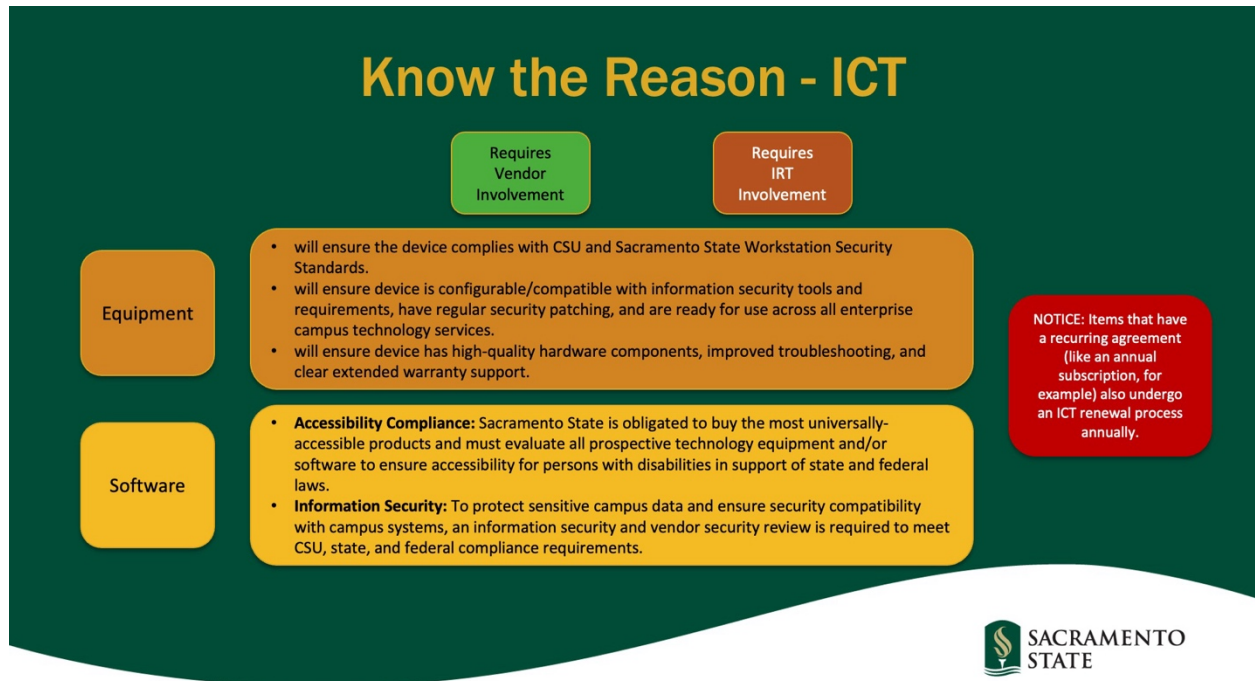 Know the Reason - ICT
Requires
Vendor
Involvement
Requires
IRT
Involvement
Equipment
• will ensure the device complies with CSU and Sacramento State Workstation Security
Standards.
• will ensure device is configurable/compatible with information security tools and
requirements, have regular security patching, and are ready for use across all enterprise
campus technology services.
• will ensure device has high-quality hardware components, improved troubleshooting, and
clear extended warranty support.
NOTICE: Items that have
a recurring agreement
(like an annual
subscription, for
example) also undergo
an ICT renewal process
annually.
Software
• Accessibility Compliance: Sacramento State is obligated to buy the most universally-
accessible products and must evaluate all prospective technology equipment and/or
software to ensure accessibility for persons with disabilities in support of state and federal
laws.
• Information Security: To protect sensitive campus data and ensure security compatibility
with campus systems, an information security and vendor security review is required to meet
CSU, state, and federal compliance requirements.
SACRAMENTO
STATE